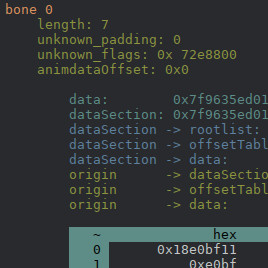 bone 0
length: 7
unknown_padding: 0
unknown_flags: 0x 72e8800
animdataOffset: 0x0
data: 0x7f9635ed01
dataSection: 0x7f9635ed01
dataSection -> rootlist:
dataSection -> offsetTabl
dataSection -> data:
origin -> dataSectio
origin -> offsetTabl
origin -> data:
~ hex
0 0x18e0bf11
1 0xe0bf